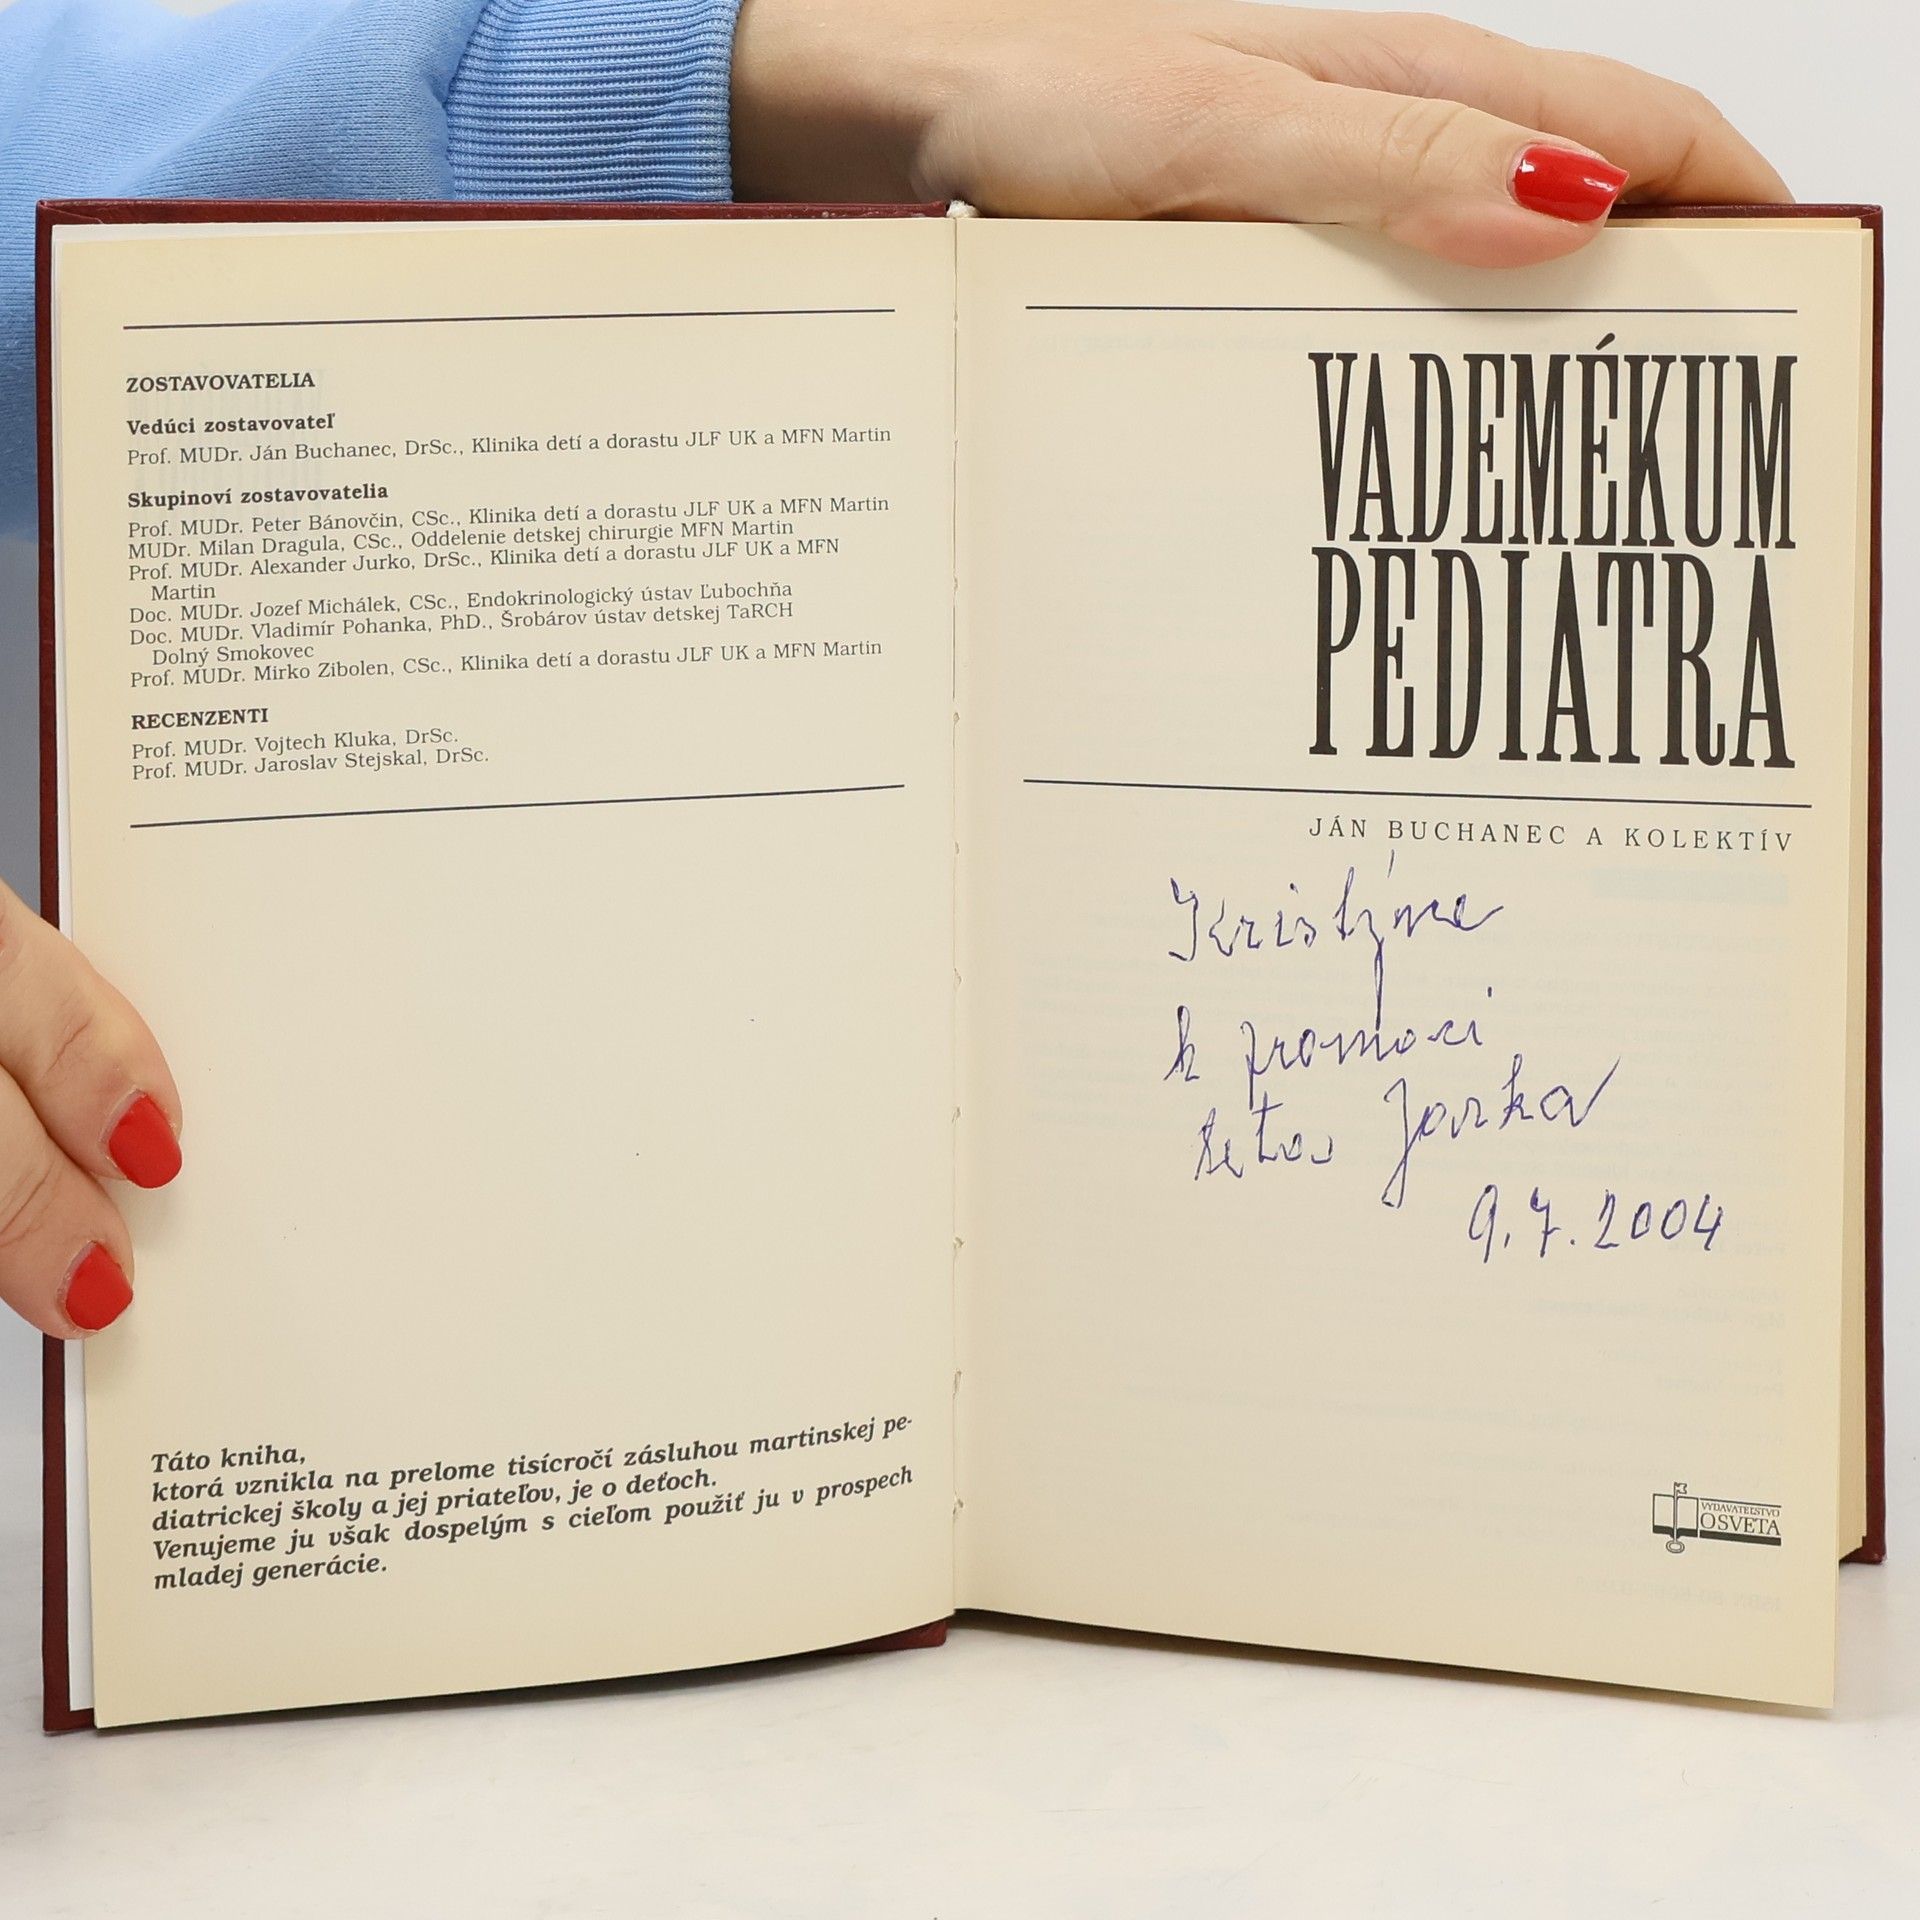 ZOSTAVOVATELIA
Vedúci zostavovateľ
Prof. MUDr. Ján Buchanec, DrSc., Klinika detí a dorastu JLF UK a MFN Martin
Skupinoví zostavovatelia
Prof. MUDr. Peter Bánovčin, CSc., Klinika detí a dorastu JLF UK a MFN Martin
MUDr. Milan Dragula, CSc., Oddelenie detskej chirurgie MFN Martin
Prof. MUDr. Alexander Jurko, DrSc., Klinika detí a dorastu JLF UK a MFN
Martin
Doc. MUDr. Jozef Michálek, CSc., Endokrinologický ústav Ľubochňa
Doc. MUDr. Vladimír Pohanka, PhD., Šrobárov ústav detskej TaRCH
Dolný Smokovec
Prof. MUDr. Mirko Zibolen, CSc., Klinika detí a dorastu JLF UK a MFN Martin
RECENZENTI
Prof. MUDr. Vojtech Kluka, DrSc.
Prof. MUDr. Jaroslav Stejskal, DrSc.
Táto kniha,
ktorá vznikla na prelome tisícročí zásluhou martinskej pe-
diatrickej školy a jej priateľov, je o deťoch.
Venujeme ju však dospelým s cieľom použiť ju v prospech
mladej generácie.
VADEMÉKUM
PEDIATRA
JÁN BUCHANEC A KOLEKTÍV
Kristýne
k promoci
Jarka
9.7.2004
VYDAVATEĽSTVO
OSVETA